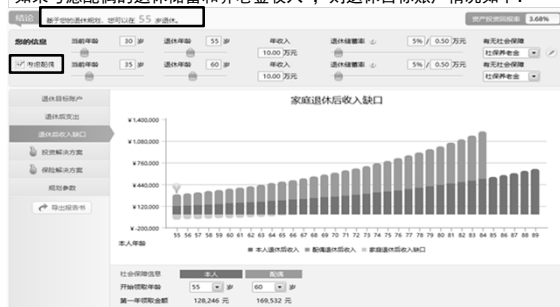 如果考虑配偶的退休储备和养老金收入，则退休目标账户情况如下：
结论 基于您的退休规划，您可以在 55 岁退休。 资产投资回报率 3.68%
您的信息 当前年龄 30 岁 退休年龄 55 岁 年收入 退休储蓄率 5% / 0.50 万元 有无社会保障
10.00 万元 社保养老金
考虑配偶 当前年龄 35 岁 退休年龄 60 岁 年收入 退休储蓄率 5% / 0.50 万元 有无社会保障
10.00 万元 社保养老金
家庭退休后收入缺口
退休目标账户
退休后支出
退休后收入缺口
投资解决方案
保险解决方案
规划参数
导出报告书
¥1,400,000
¥1,080,000
¥760,000
¥440,000
¥120,000
¥-200,000
55 56 57 58 59 60 61 62 63 64 65 66 67 68 69 70 71 72 73 74 75 76 77 78 79 80 81 82 83 84 85 86 87 88 89
本人年龄
本人退休后收入 配偶退休后收入 家庭退休后收入缺口
社会保障信息 本人 配偶
开始领取年龄 55 岁 60 岁
第一年领取金额 128,246 元 169,532 元